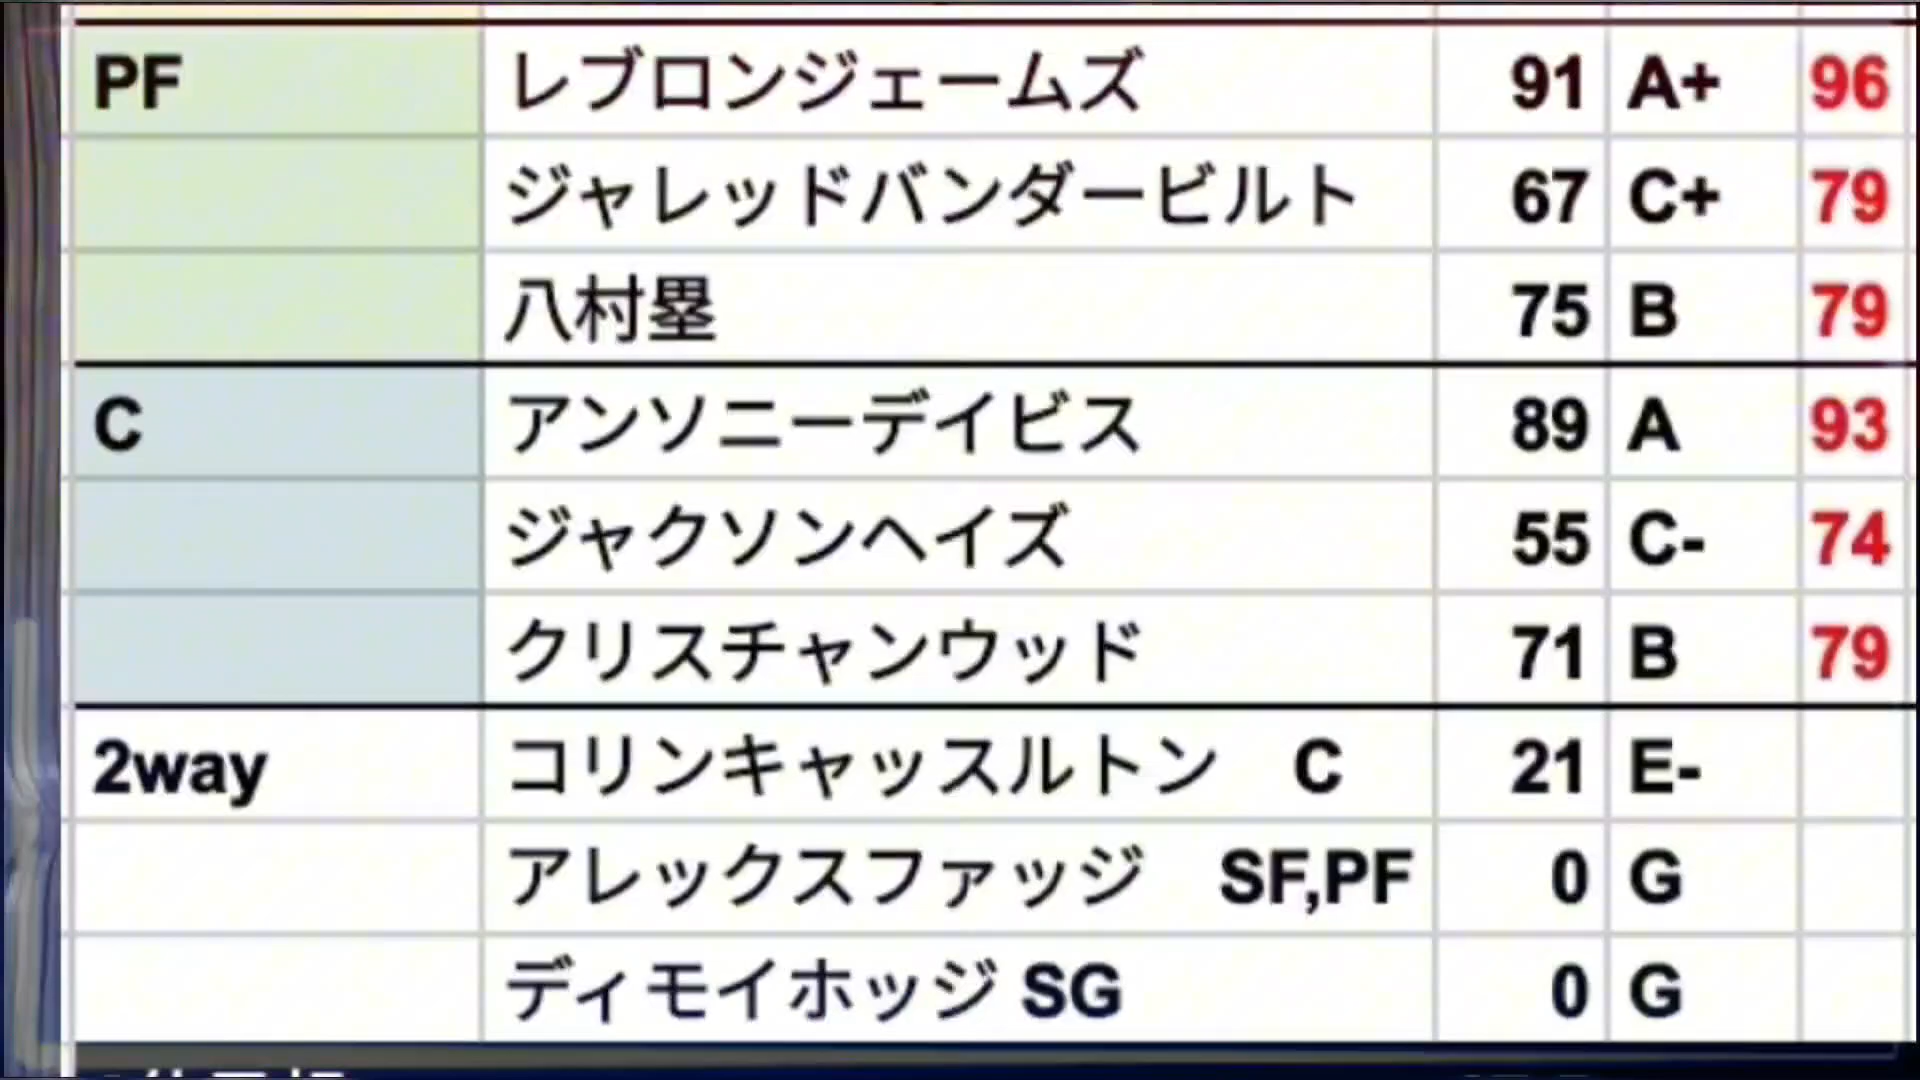 PF レブロンジェームズ 91 A+ 96
ジャレッドバンダービルト 67 C+ 79
八村塁 75 B 79
C アンソニーデイビス 89 A 93
ジャクソンヘイズ 55 C- 74
クリスチャンウッド 71 B 79
2way コリンキャッスルトン C 21 E-
アレックスファッジ SF,PF 0 G
ディモイホッジ SG 0 G